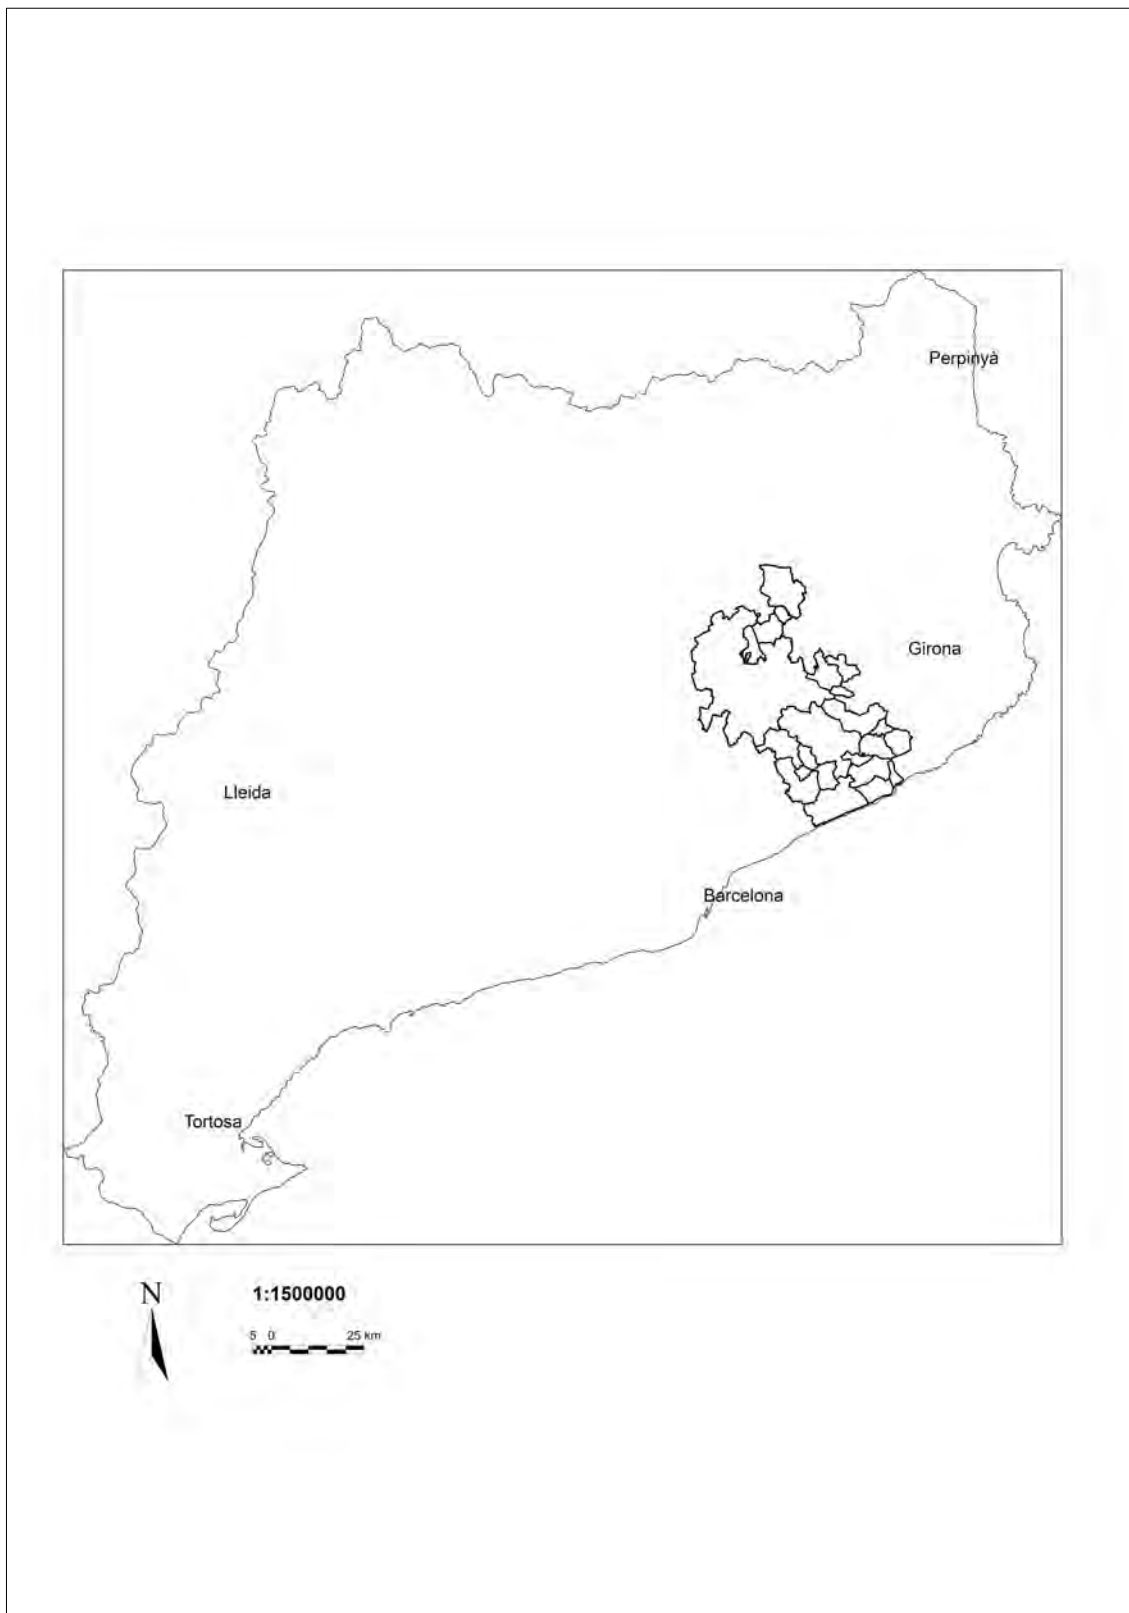 Perpinyà
Girona
Lleida
Barcelona
Tortosa
N
1:1500000
5 0 25 km